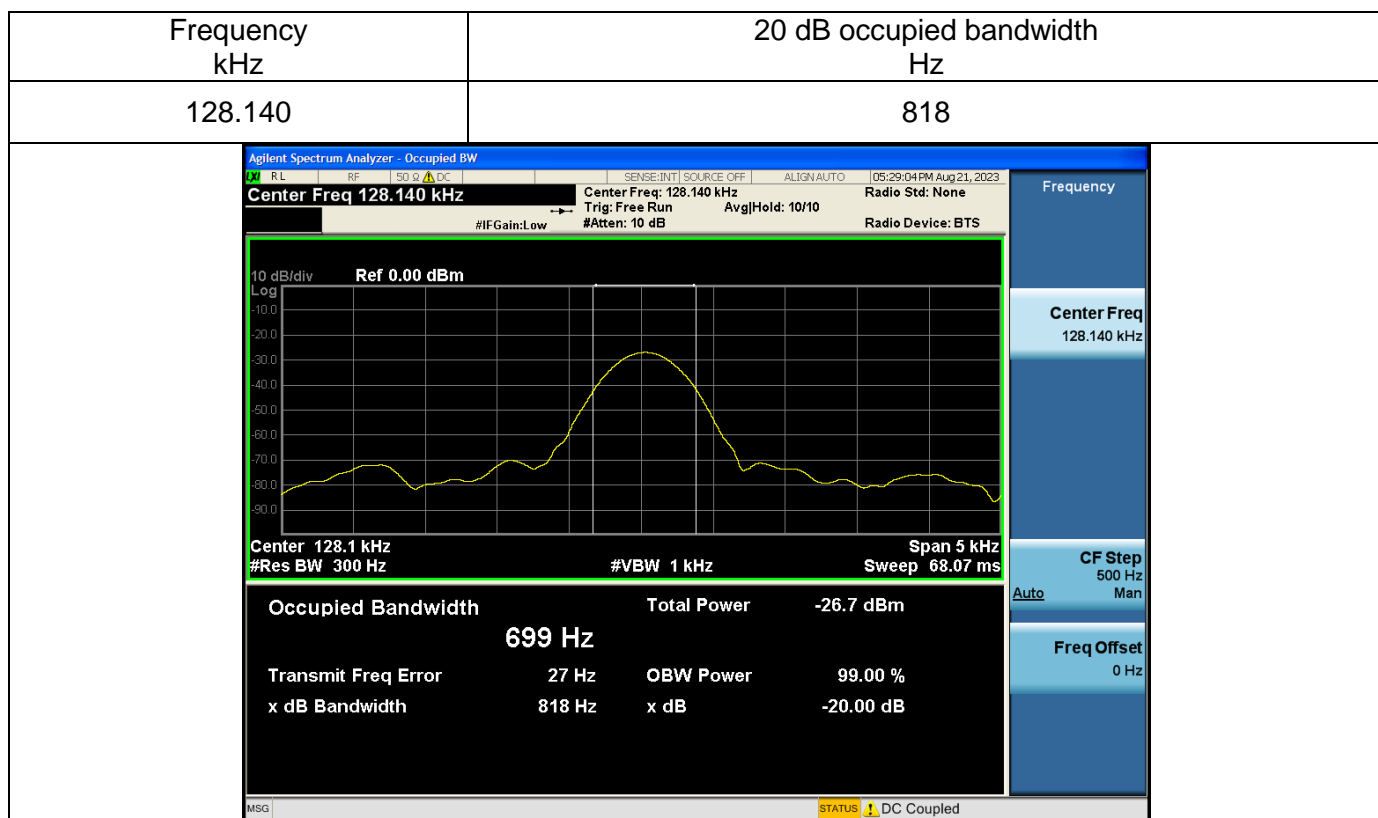 Frequency
kHz
20 dB occupied bandwidth
Hz
128.140
818
Agilent Spectrum Analyzer - Occupied BW
LXI RL RF 50 Ω DC SENSE:INT SOURCE OFF ALIGN AUTO 05:29:04 PM Aug 21, 2023
Center Freq 128.140 kHz
Center Freq: 128.140 kHz
Radio Std: None
Trig: Free Run Avg|Hold: 10/10
#IFGain:Low #Atten: 10 dB Radio Device: BTS
10 dB/div Ref 0.00 dBm
Log
-10.0
-20.0
-30.0
-40.0
-50.0
-60.0
-70.0
-80.0
-90.0
Center 128.1 kHz Span 5 kHz
#Res BW 300 Hz #VBW 1 kHz Sweep 68.07 ms
Occupied Bandwidth Total Power -26.7 dBm
699 Hz
Transmit Freq Error 27 Hz OBW Power 99.00 %
x dB Bandwidth 818 Hz x dB -20.00 dB
Frequency
Center Freq
128.140 kHz
CF Step
500 Hz
Auto Man
Freq Offset
0 Hz
MSG STATUS DC Coupled